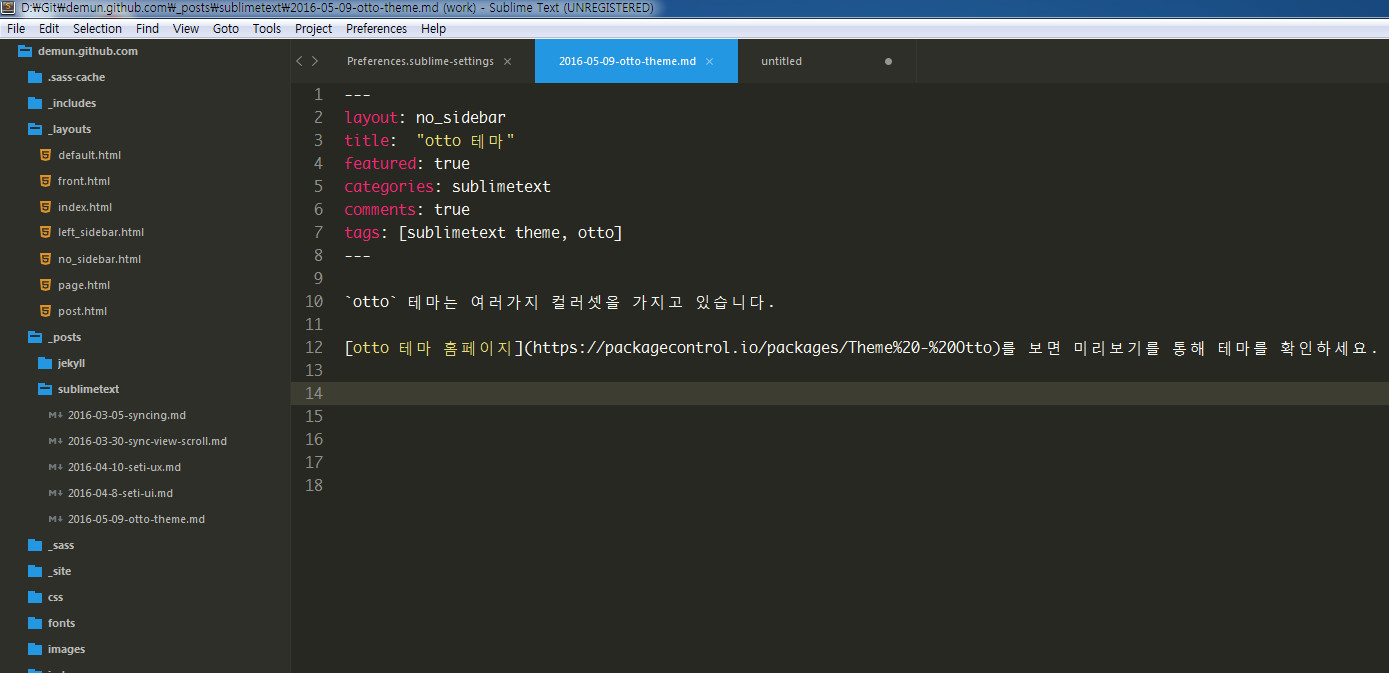 D:\Git\demun.github.com\_posts\sublimetext\2016-05-09-otto-theme.md (work) - Sublime Text (UNREGISTERED)
File Edit Selection Find View Goto Tools Project Preferences Help
demun.github.com
.sass-cache
_includes
_layouts
default.html
front.html
index.html
left_sidebar.html
no_sidebar.html
page.html
post.html
_posts
jekyll
sublimetext
M↓ 2016-03-05-syncing.md
M↓ 2016-03-30-sync-view-scroll.md
M↓ 2016-04-10-seti-ux.md
M↓ 2016-04-8-seti-ui.md
M↓ 2016-05-09-otto-theme.md
_sass
_site
css
fonts
images
Preferences.sublime-settings × 2016-05-09-otto-theme.md × untitled
1 ---
2 layout: no_sidebar
3 title:  "otto 테마"
4 featured: true
5 categories: sublimetext
6 comments: true
7 tags: [sublimetext theme, otto]
8 ---
9
10 `otto` 테마는 여러가지 컬러셋을 가지고 있습니다.
11
12 [otto 테마 홈페이지](https://packagecontrol.io/packages/Theme%20-%20Otto)를 보면 미리보기를 통해 테마를 확인하세요.
13
14
15
16
17
18